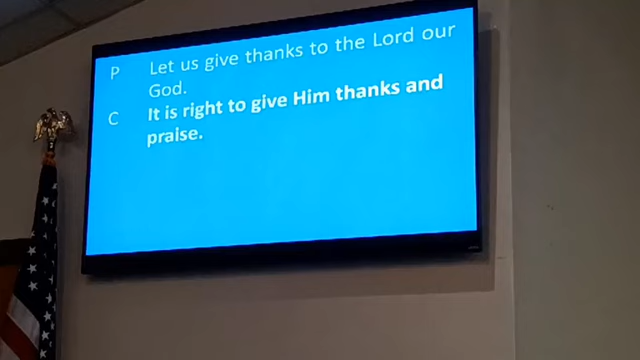 P Let us give thanks to the Lord our
God.
C It is right to give Him thanks and
praise.